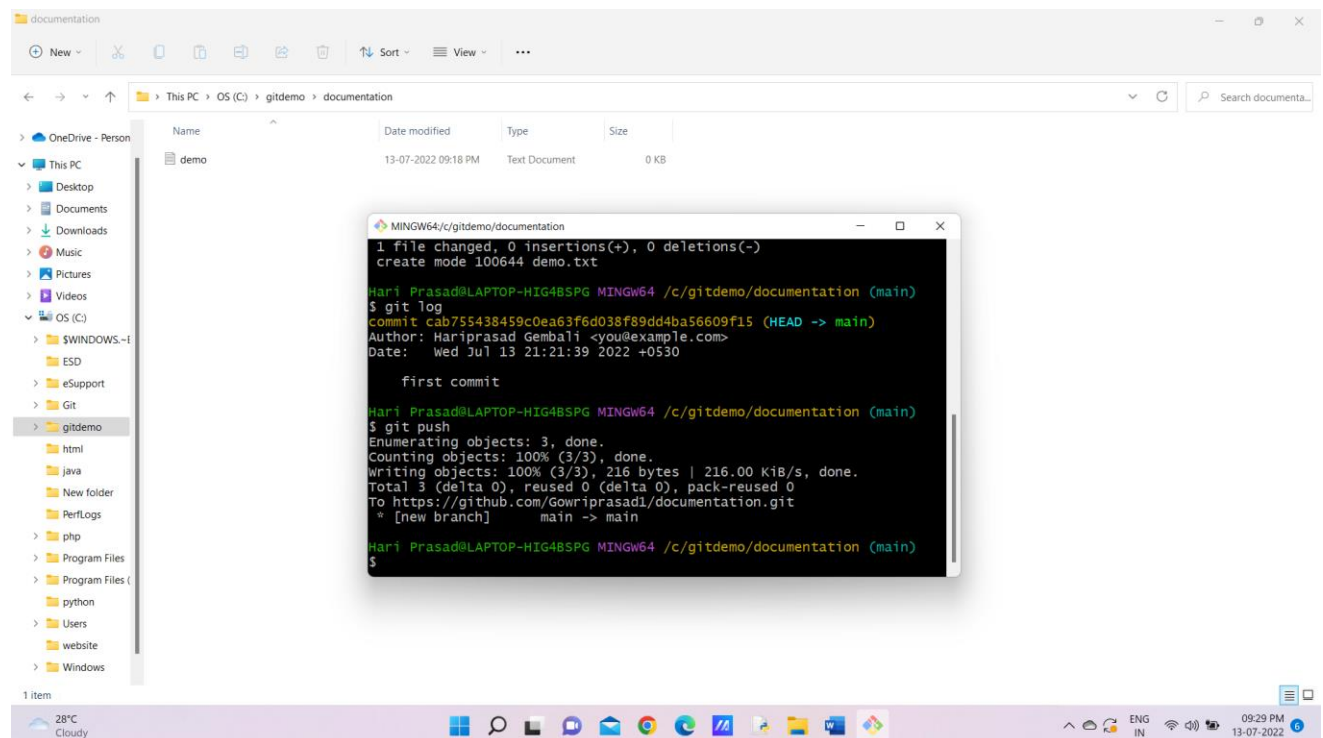 documentation
New
Sort
View
This PC > OS (C:) > gitdemo > documentation
Search documenta...
Name
Date modified
Type
Size
demo
13-07-2022 09:18 PM
Text Document
0 KB
OneDrive - Person
This PC
Desktop
Documents
Downloads
Music
Pictures
Videos
OS (C:)
$WINDOWS.~E
ESD
eSupport
Git
gitdemo
html
java
New folder
PerfLogs
php
Program Files
Program Files (
python
Users
website
Windows
MINGW64:/c/gitdemo/documentation
1 file changed, 0 insertions(+), 0 deletions(-)
create mode 100644 demo.txt
Hari Prasad@LAPTOP-HIG4BSPG MINGW64 /c/gitdemo/documentation (main)
$ git log
commit cab755438459c0ea63f6d038f89dd4ba56609f15 (HEAD -> main)
Author: Hariprasad Gembali <you@example.com>
Date: Wed Jul 13 21:21:39 2022 +0530
first commit
Hari Prasad@LAPTOP-HIG4BSPG MINGW64 /c/gitdemo/documentation (main)
$ git push
Enumerating objects: 3, done.
Counting objects: 100% (3/3), done.
Writing objects: 100% (3/3), 216 bytes | 216.00 KiB/s, done.
Total 3 (delta 0), reused 0 (delta 0), pack-reused 0
To https://github.com/Gowriprasad1/documentation.git
* [new branch] main -> main
Hari Prasad@LAPTOP-HIG4BSPG MINGW64 /c/gitdemo/documentation (main)
$
1 item
28°C
Cloudy
ENG
IN
09:29 PM
13-07-2022
6